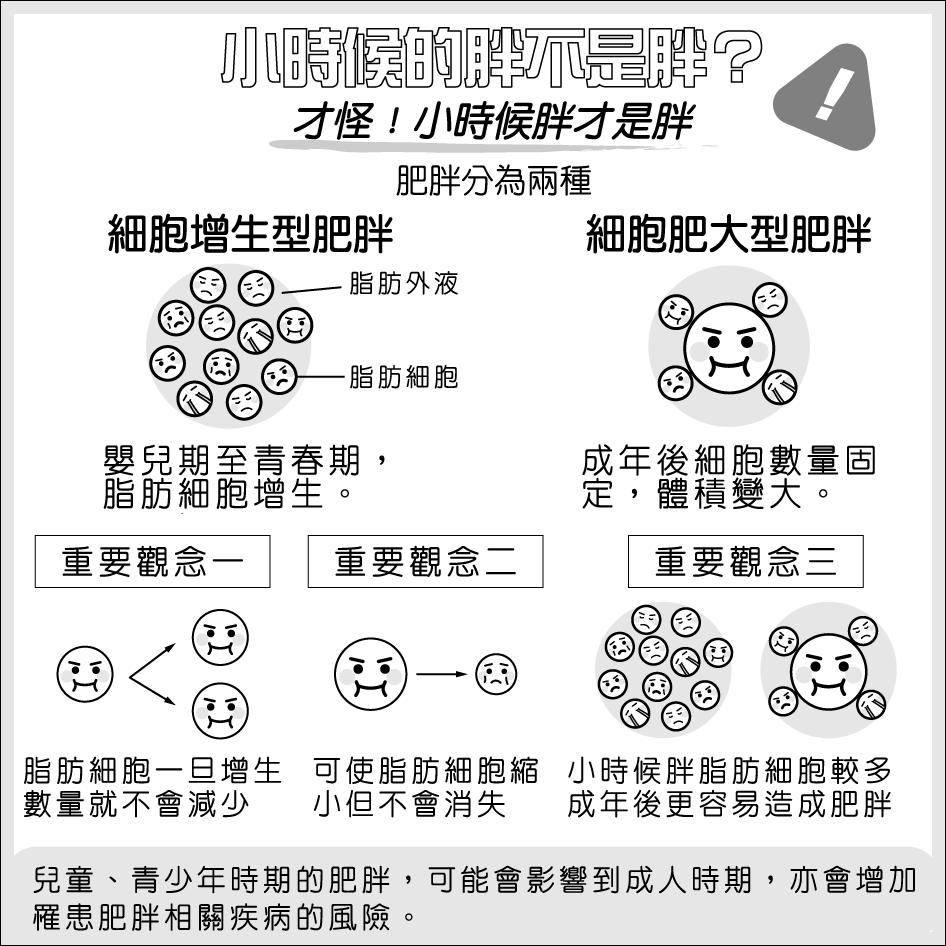 小時候的胖不是胖？
才怪！小時候胖才是胖
肥胖分為兩種
細胞增生型肥胖
脂肪外液
脂肪細胞
嬰兒期至青春期，
脂肪細胞增生。
細胞肥大型肥胖
成年後細胞數量固
定，體積變大。
重要觀念一
脂肪細胞一旦增生
數量就不會減少
重要觀念二
可使脂肪細胞縮
小但不會消失
重要觀念三
小時候胖脂肪細胞較多
成年後更容易造成肥胖
兒童、青少年時期的肥胖，可能會影響到成人時期，亦會增加
罹患肥胖相關疾病的風險。